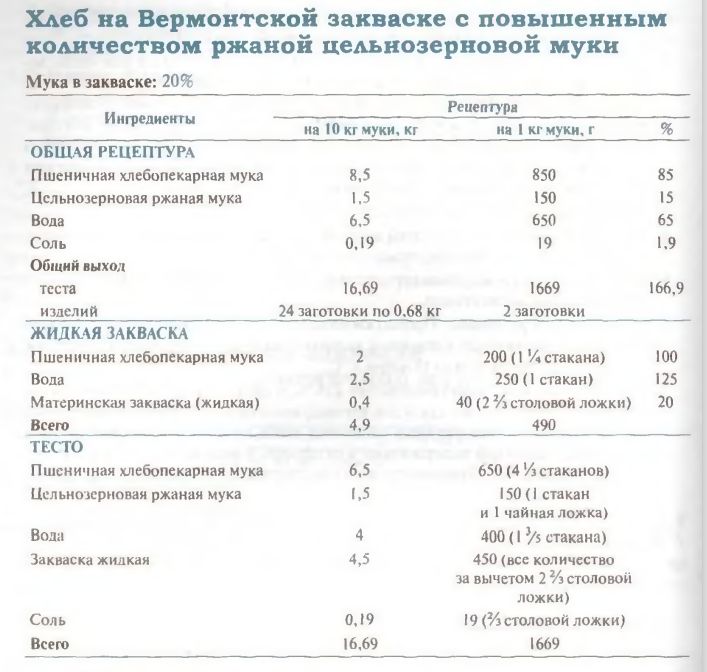 Хлеб на Вермонтской закваске с повышенным
количеством ржаной цельнозерновой муки
Мука в закваске: 20%
Ингредиенты Рецептура
на 10 кг муки, кг на 1 кг муки, г %
ОБЩАЯ РЕЦЕПТУРА
Пшеничная хлебопекарная мука 8,5 850 85
Цельнозерновая ржаная мука 1,5 150 15
Вода 6,5 650 65
Соль 0,19 19 1,9
Общий выход
теста 16,69 1669 166,9
изделий 24 заготовки по 0,68 кг 2 заготовки
ЖИДКАЯ ЗАКВАСКА
Пшеничная хлебопекарная мука 2 200 (1 ¼ стакана) 100
Вода 2,5 250 (1 стакан) 125
Материнская закваска (жидкая) 0,4 40 (2 ⅔ столовой ложки) 20
Всего 4,9 490
ТЕСТО
Пшеничная хлебопекарная мука 6,5 650 (4 ⅓ стаканов)
Цельнозерновая ржаная мука 1,5 150 (1 стакан
и 1 чайная ложка)
Вода 4 400 (1 ⅗ стакана)
Закваска жидкая 4,5 450 (все количество
за вычетом 2 ⅔ столовой
ложки)
Соль 0,19 19 (⅔ столовой ложки)
Всего 16,69 1669